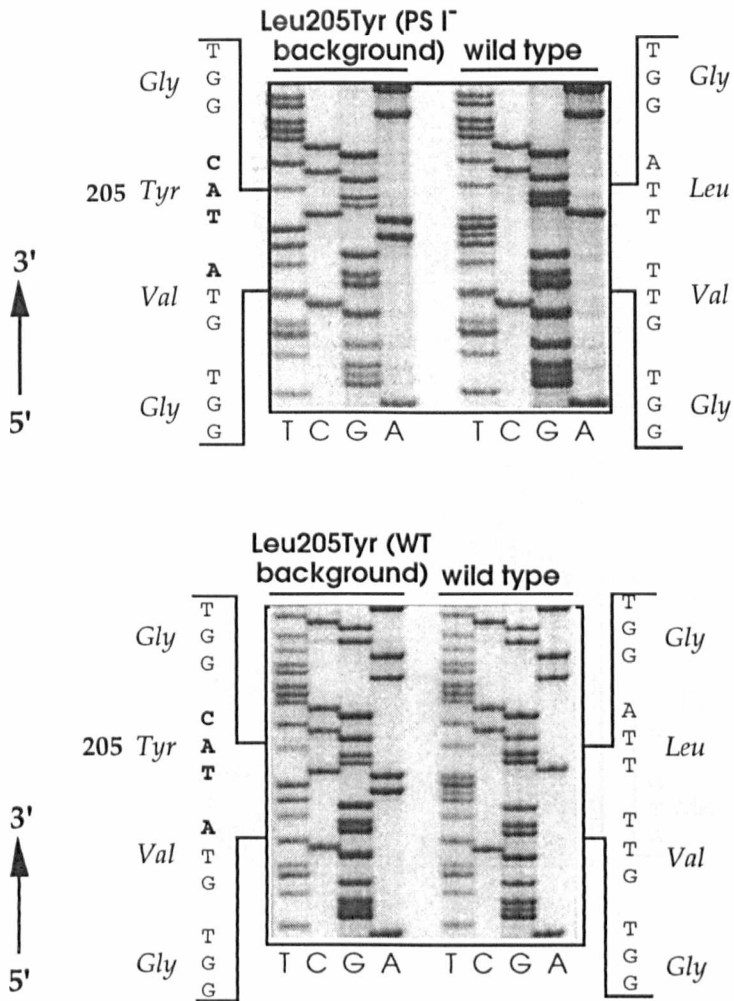 Leu205Tyr (PS I⁻
background) wild type
T
G
G
Gly
C
A
T
205 Tyr
A
T
G
Val
T
G
G
Gly
3'
5'
T
G
G
Gly
A
T
T
Leu
T
T
G
Val
T
G
G
Gly
T C G A T C G A
Leu205Tyr (WT
background) wild type
T
G
G
Gly
C
A
T
205 Tyr
A
T
G
Val
T
G
G
Gly
3'
5'
T
G
G
Gly
A
T
T
Leu
T
T
G
Val
T
G
G
Gly
T C G A T C G A